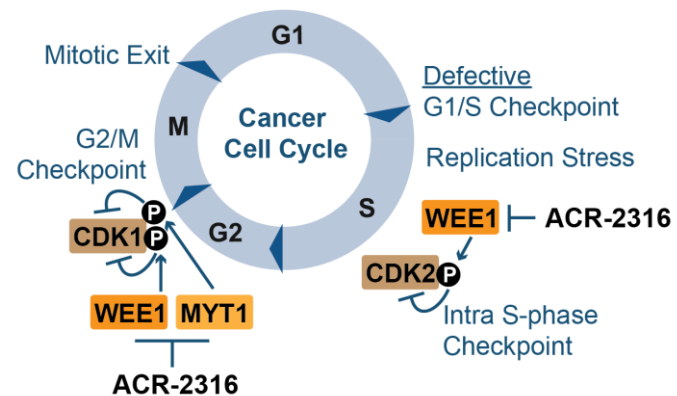 G1
Mitotic Exit
Defective
G1/S Checkpoint
Cancer
Cell Cycle
M
G2/M
Checkpoint
Replication Stress
S
P
CDK1
P
G2
WEE1
ACR-2316
CDK2
P
WEE1
MYT1
Intra S-phase
Checkpoint
ACR-2316